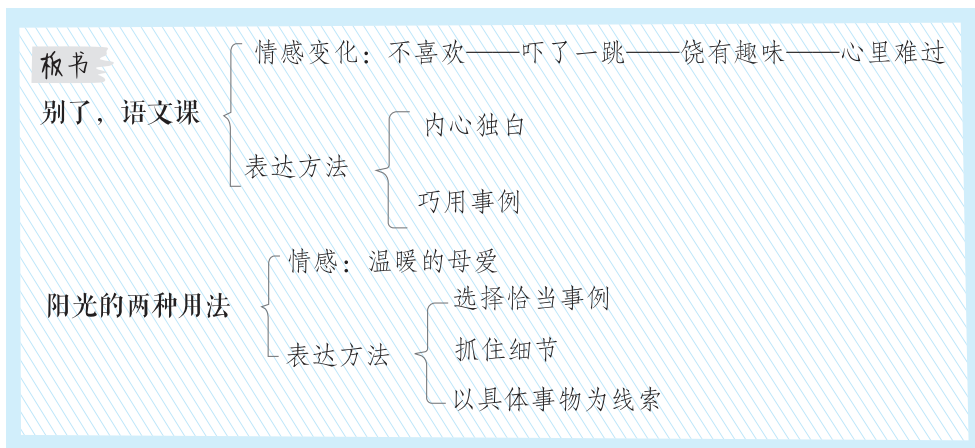 板书
情感变化：不喜欢——吓了一跳——饶有趣味——心里难过
别了，语文课
内心独白
表达方法
巧用事例
情感：温暖的母爱
阳光的两种用法
选择恰当事例
表达方法
抓住细节
以具体事物为线索